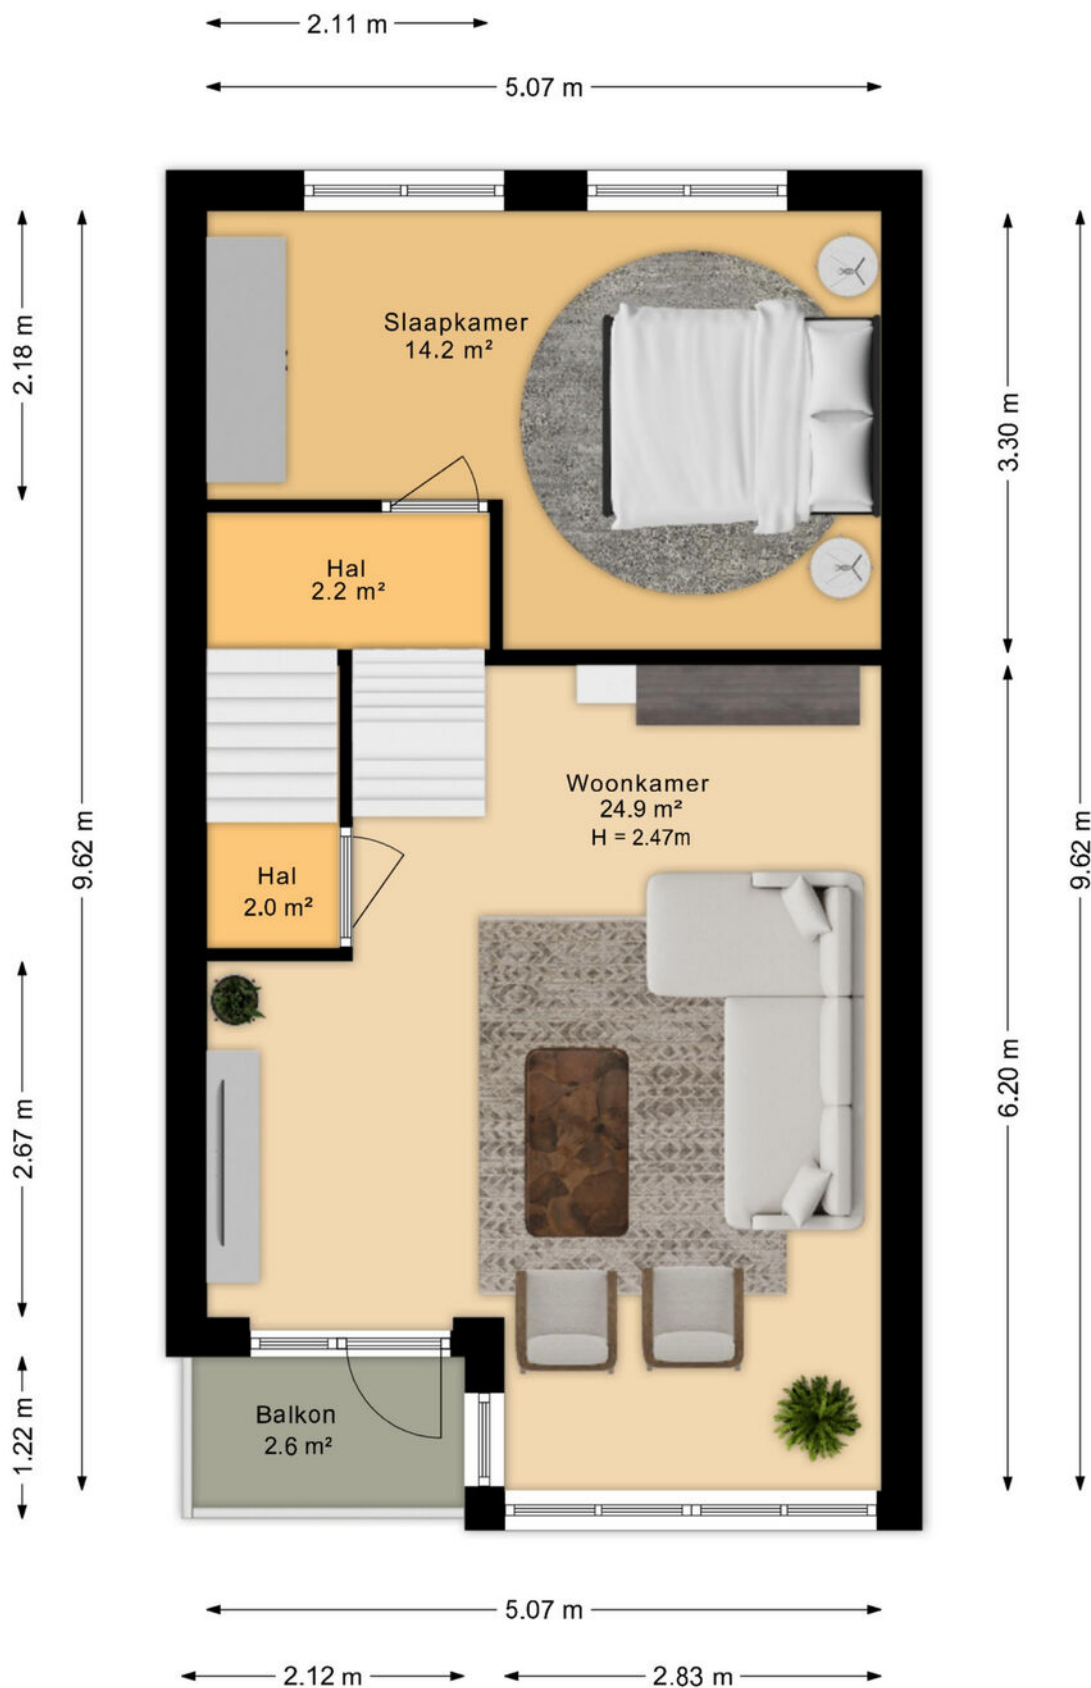 2.11 m
5.07 m
2.18 m
9.62 m
Slaapkamer
14.2 m²
3.30 m
Hal
2.2 m²
Woonkamer
24.9 m²
H = 2.47m
9.62 m
Hal
2.0 m²
2.67 m
6.20 m
Balkon
2.6 m²
1.22 m
5.07 m
2.12 m
2.83 m